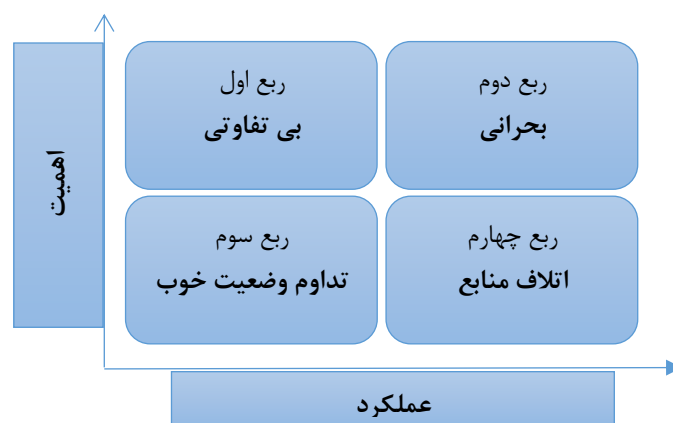 ربع اول
بی تفاوتی
ربع دوم
بحرانی
اهمیت
ربع سوم
تداوم وضعیت خوب
ربع چهارم
اتلاف منابع
عملکرد